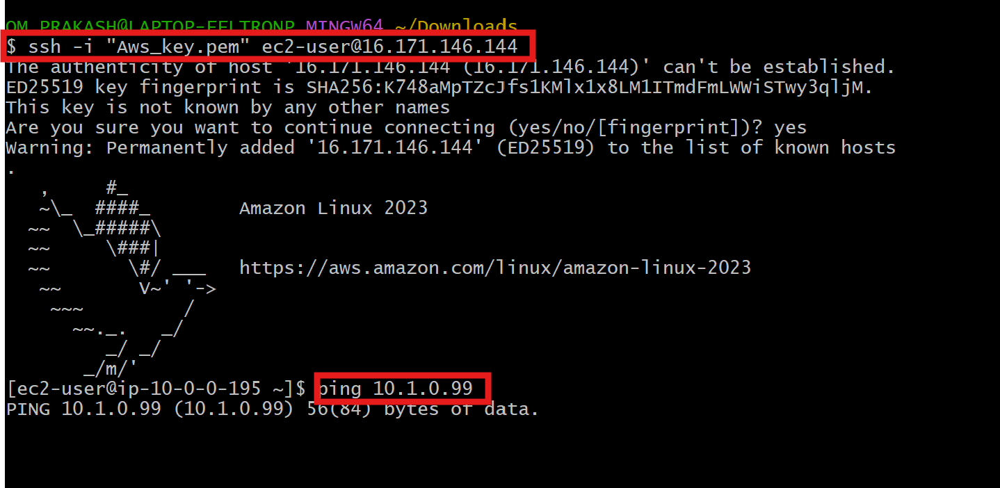 OM PRAKASH@LAPTOP-FELTRONP MINGW64 ~/Downloads
$ ssh -i "Aws_key.pem" ec2-user@16.171.146.144
The authenticity of host '16.171.146.144 (16.171.146.144)' can't be established.
ED25519 key fingerprint is SHA256:K748aMpTZcJfs1KMlx1x8LM1ITmdFmLWWiSTwy3qljM.
This key is not known by any other names
Are you sure you want to continue connecting (yes/no/[fingerprint])? yes
Warning: Permanently added '16.171.146.144' (ED25519) to the list of known hosts
.
   ,     #_
   ~\_  ####_        Amazon Linux 2023
  ~~  \_#####\
  ~~     \###|
  ~~       \#/ ___   https://aws.amazon.com/linux/amazon-linux-2023
   ~~       V~' '->
    ~~~         /
      ~~._.   _/
         _/ _/
       _/m/'
[ec2-user@ip-10-0-0-195 ~]$ ping 10.1.0.99
PING 10.1.0.99 (10.1.0.99) 56(84) bytes of data.